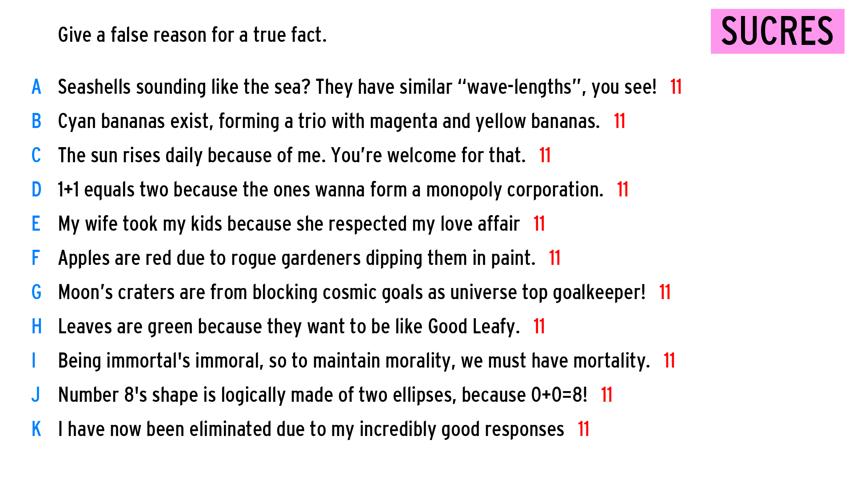 Give a false reason for a true fact.
SUCRES
A Seashells sounding like the sea? They have similar “wave-lengths”, you see! 11
B Cyan bananas exist, forming a trio with magenta and yellow bananas. 11
C The sun rises daily because of me. You’re welcome for that. 11
D 1+1 equals two because the ones wanna form a monopoly corporation. 11
E My wife took my kids because she respected my love affair 11
F Apples are red due to rogue gardeners dipping them in paint. 11
G Moon’s craters are from blocking cosmic goals as universe top goalkeeper! 11
H Leaves are green because they want to be like Good Leafy. 11
I Being immortal's immoral, so to maintain morality, we must have mortality. 11
J Number 8's shape is logically made of two ellipses, because 0+0=8! 11
K I have now been eliminated due to my incredibly good responses 11